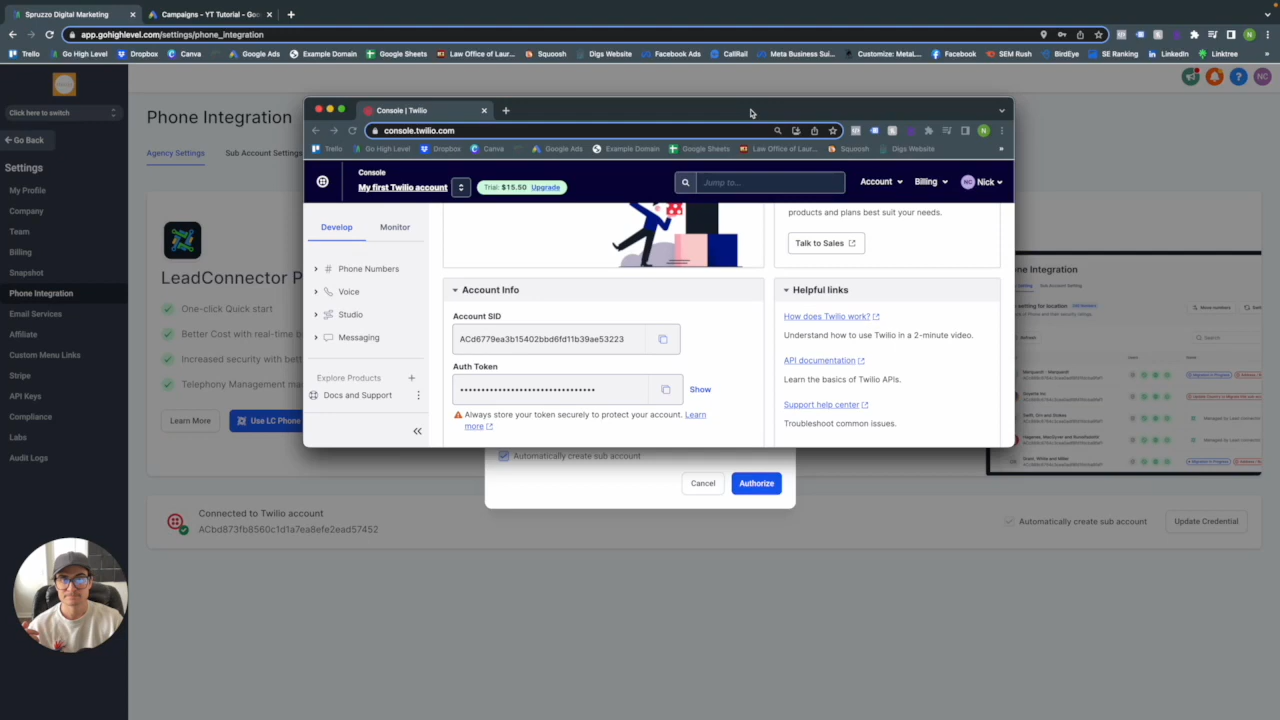 Spruzzo Digital Marketing
Campaigns – YT Tutorial – Goo
app.gohighlevel.com/settings/phone_integration
Trello
Go High Level
Dropbox
Canva
Google Ads
Example Domain
Google Sheets
Law Office of Laur...
Squoosh
Digs Website
Facebook Ads
CallRail
Meta Business Sui...
Customize: MetaL...
Facebook
SEM Rush
BirdEye
SE Ranking
LinkedIn
Linktree
Click here to switch
Go Back
Settings
My Profile
Company
Team
Billing
Snapshot
Phone Integration
Email Services
Affiliate
Custom Menu Links
Stripe
API Keys
Compliance
Labs
Audit Logs
NC
Phone Integration
Agency Settings
Sub Account Settings
LeadConnector P
One-click Quick start
Better Cost with real-time b
Increased security with bett
Telephony Management ma
Learn More
Use LC Phone
Connected to Twilio account
ACbd873fb8560c1d1a7ea8efe2ead57452
Automatically create sub account
Update Credential
Console | Twilio
console.twilio.com
Trello
Go High Level
Dropbox
Canva
Google Ads
Example Domain
Google Sheets
Law Office of Laur...
Squoosh
Digs Website
Console
My first Twilio account
Trial: $15.50 Upgrade
Jump to...
Account
Billing
NC Nick
Develop
Monitor
Phone Numbers
Voice
Studio
Messaging
Explore Products
Docs and Support
products and plans best suit your needs.
Talk to Sales
Account Info
Account SID
ACd6779ea3b15402bbd6fd11b39ae53223
Auth Token
Show
Always store your token securely to protect your account. Learn
more
Helpful links
How does Twilio work?
Understand how to use Twilio in a 2-minute video.
API documentation
Learn the basics of Twilio APIs.
Support help center
Troubleshoot common issues.
Automatically create sub account
Cancel
Authorize
one Integration